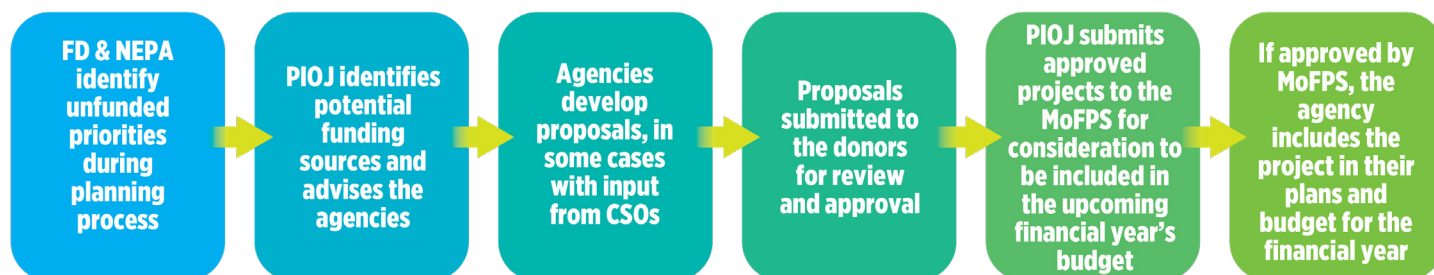 FD & NEPA
identify
unfunded
priorities
during
planning
process
PIOJ identifies
potential
funding
sources and
advises the
agencies
Agencies
develop
proposals, in
some cases
with input
from CSOs
Proposals
submitted to
the donors
for review
and approval
PIOJ submits
approved
projects to the
MoFPS for
consideration to
be included in
the upcoming
financial year's
budget
If approved by
MoFPS, the
agency
includes the
project in their
plans and
budget for the
financial year